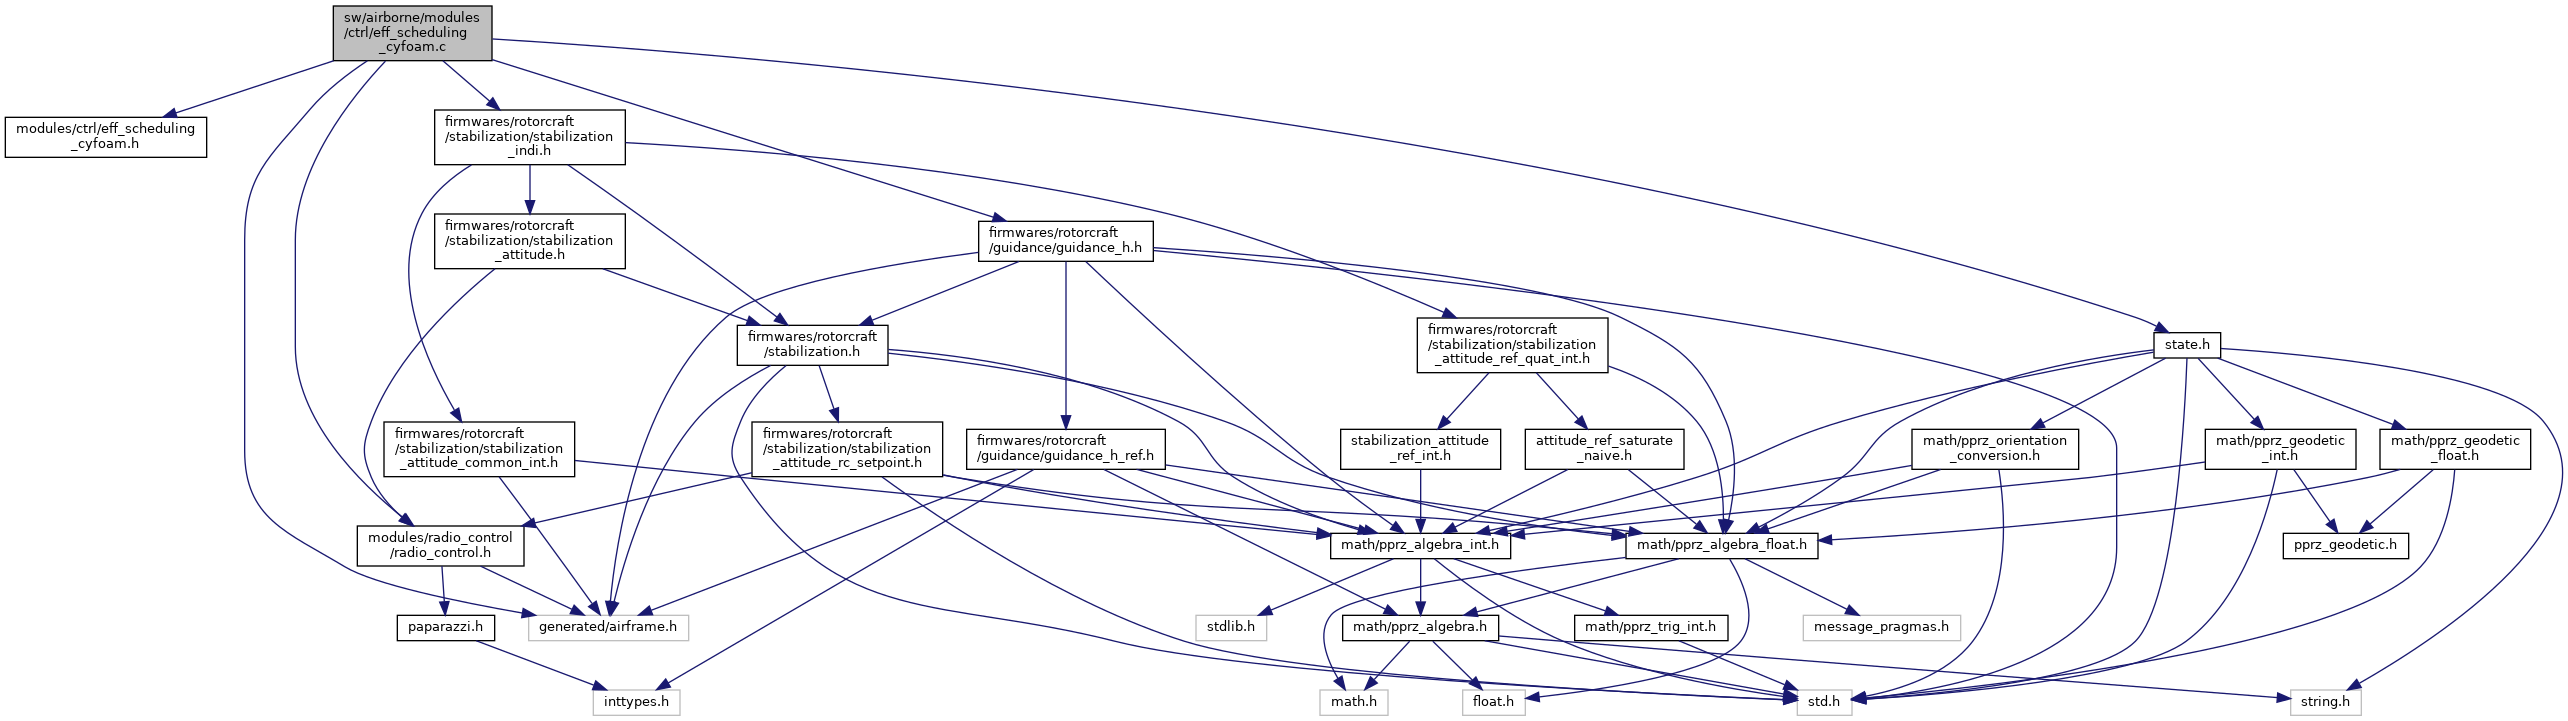 sw/airborne/modules
/ctrl/eff_scheduling
_cyfoam.c
modules/ctrl/eff_scheduling
_cyfoam.h
firmwares/rotorcraft
/stabilization/stabilization
_indi.h
firmwares/rotorcraft
/stabilization/stabilization
_attitude.h
firmwares/rotorcraft
/guidance/guidance_h.h
firmwares/rotorcraft
/stabilization.h
firmwares/rotorcraft
/stabilization/stabilization
_attitude_ref_quat_int.h
state.h
firmwares/rotorcraft
/stabilization/stabilization
_attitude_common_int.h
firmwares/rotorcraft
/stabilization/stabilization
_attitude_rc_setpoint.h
firmwares/rotorcraft
/guidance/guidance_h_ref.h
stabilization_attitude
_ref_int.h
attitude_ref_saturate
_naive.h
math/pprz_orientation
_conversion.h
math/pprz_geodetic
_int.h
math/pprz_geodetic
_float.h
modules/radio_control
/radio_control.h
math/pprz_algebra_int.h
math/pprz_algebra_float.h
pprz_geodetic.h
paparazzi.h
generated/airframe.h
stdlib.h
math/pprz_algebra.h
math/pprz_trig_int.h
message_pragmas.h
inttypes.h
math.h
float.h
std.h
string.h